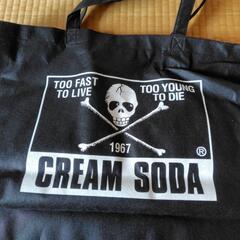 TOO FAST
TO LIVE
TOO YOUNG
TO DIE
1967
®
CREAM SODA